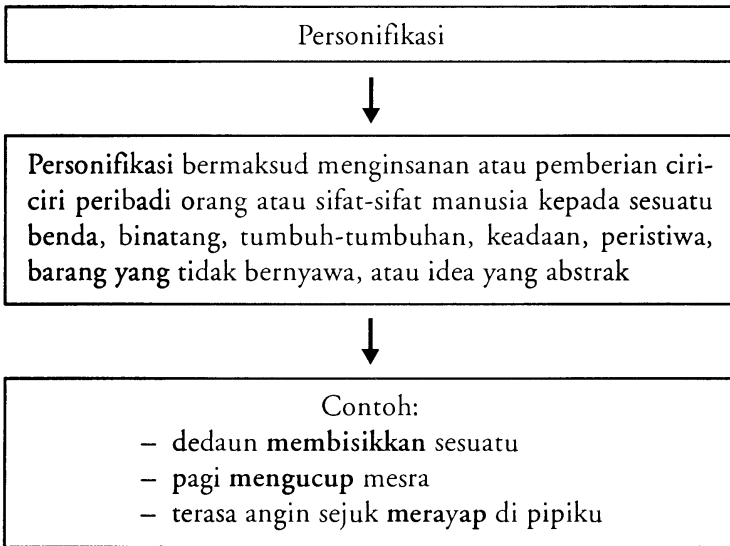 Personifikasi
Personifikasi bermaksud menginsanan atau pemberian ciri-
ciri peribadi orang atau sifat-sifat manusia kepada sesuatu
benda, binatang, tumbuh-tumbuhan, keadaan, peristiwa,
barang yang tidak bernyawa, atau idea yang abstrak
Contoh:
– dedaun membisikkan sesuatu
– pagi mengucup mesra
– terasa angin sejuk merayap di pipiku